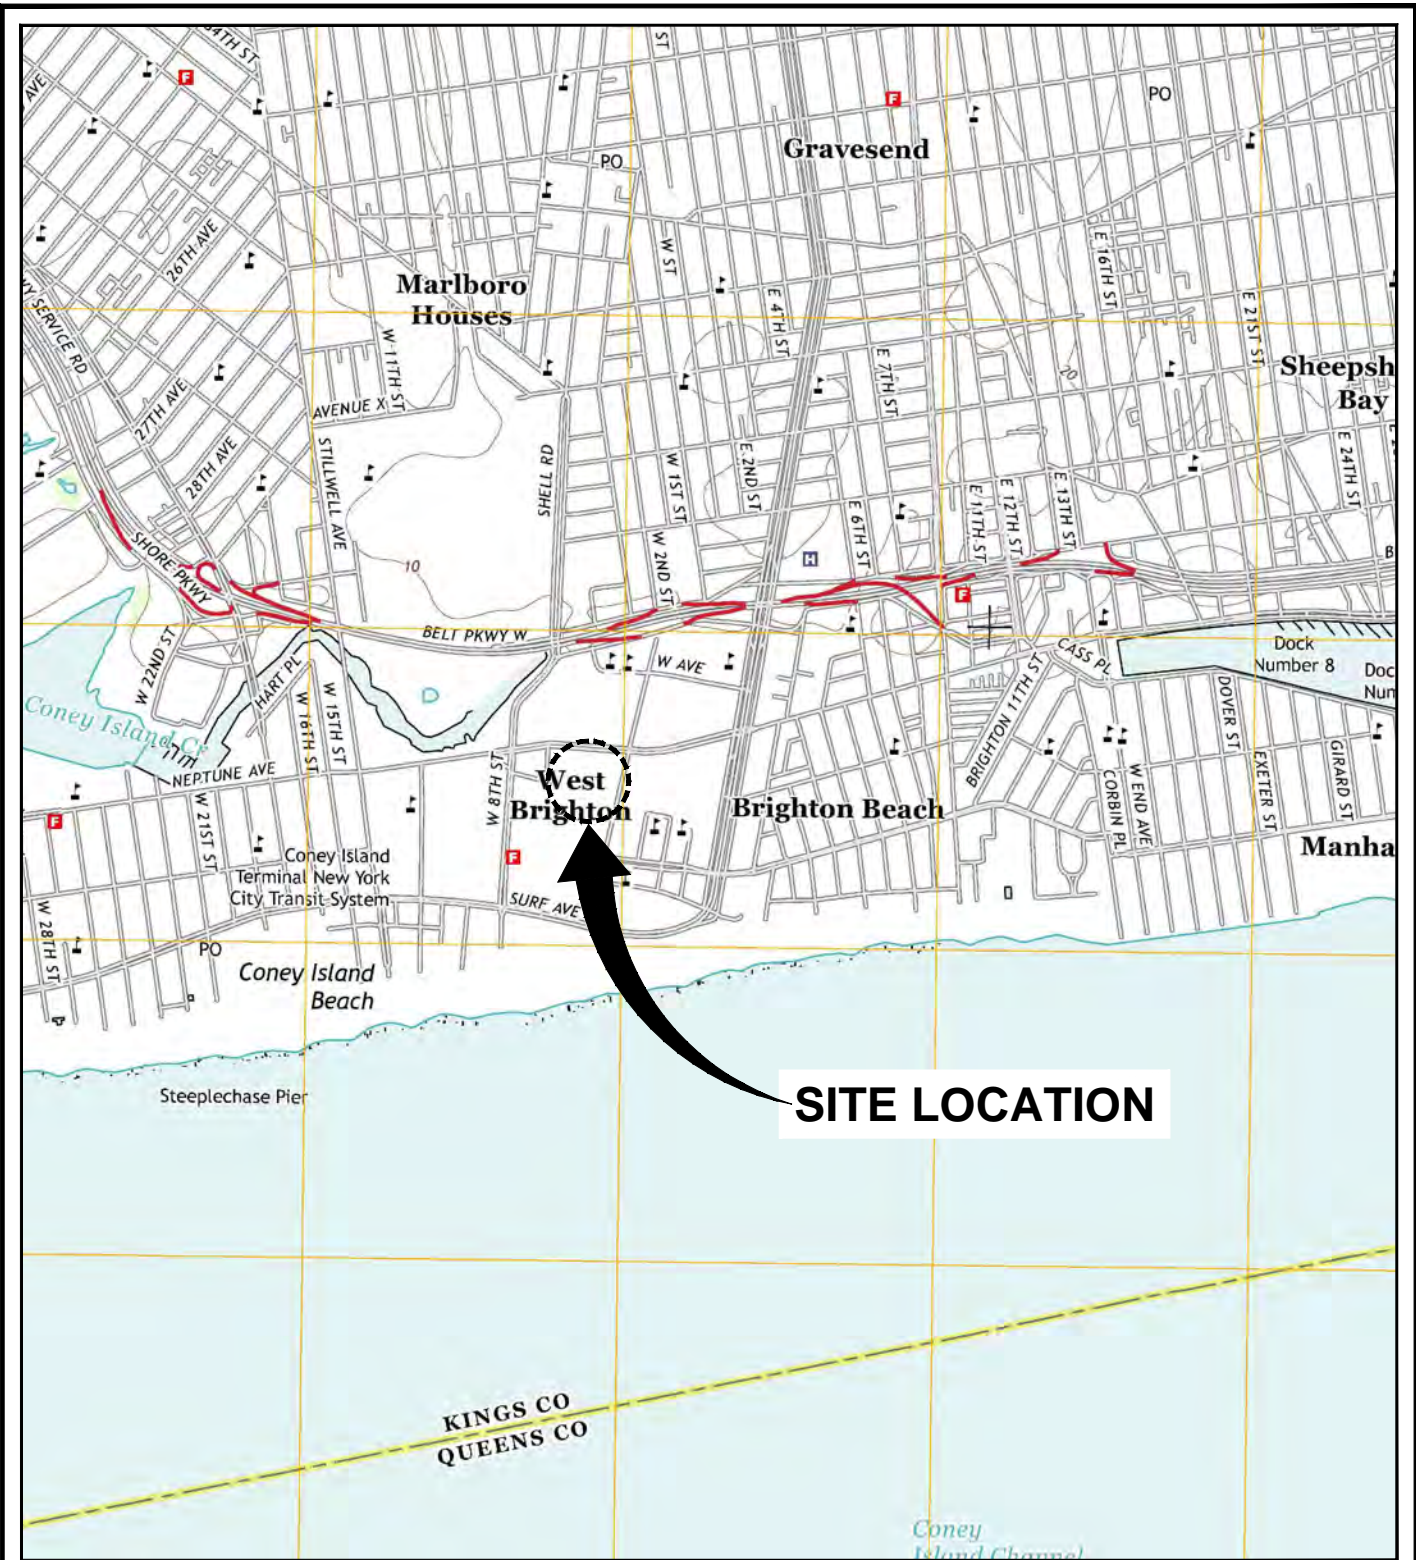 84TH ST
ST
F
F
AVE
PO
Gravesend
PO
26TH AVE
W ST
E 16TH ST
Marlboro
Houses
E 4TH ST
E 21ST ST
WY SERVICE RD
W 11TH ST
E 7TH ST
20
Sheepsh
Bay
27TH AVE
AVENUE X
28TH AVE
STILLWELL AVE
SHELL RD
W 1ST ST
E 2ND ST
E 24TH ST
E 6TH ST
E 11TH ST
E 12TH ST
E 13TH ST
SHORE PKWY
10
W 2ND ST
H
F
B
BELT PKWY W
W 22ND ST
HART PL
W AVE
CASS PL
Dock
Number 8
Doc
Num
Coney Island Cr
W 16TH ST
W 15TH ST
BRIGHTON 11TH ST
DOVER ST
NEPTUNE AVE
W 8TH ST
West
Brighton
Brighton Beach
CORBIN PL
W END AVE
EXETER ST
GIRARD ST
F
W 21ST ST
Manha
Coney Island
Terminal New York
City Transit System
F
SURF AVE
W 28TH ST
PO
Coney Island
Beach
Steeplechase Pier
SITE LOCATION
KINGS CO
QUEENS CO
Coney
Island Channel